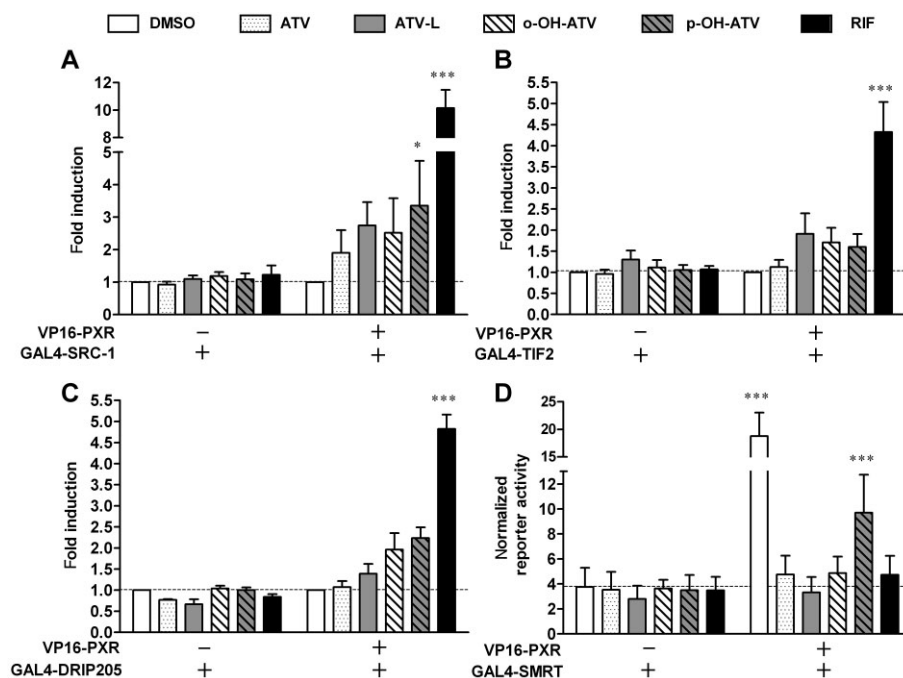 DMSO ATV ATV-L o-OH-ATV p-OH-ATV RIF
A
Fold induction
12
10
8
5
4
3
2
1
0
***
*
VP16-PXR − +
GAL4-SRC-1 + +
B
Fold induction
5.5
5.0
4.5
4.0
3.5
3.0
2.5
2.0
1.5
1.0
0.5
0.0
***
VP16-PXR − +
GAL4-TIF2 + +
C
Fold induction
5.5
5.0
4.5
4.0
3.5
3.0
2.5
2.0
1.5
1.0
0.5
0.0
***
VP16-PXR − +
GAL4-DRIP205 + +
D
Normalized
reporter activity
25
20
15
12
10
8
6
4
2
0
***
***
VP16-PXR − +
GAL4-SMRT + +